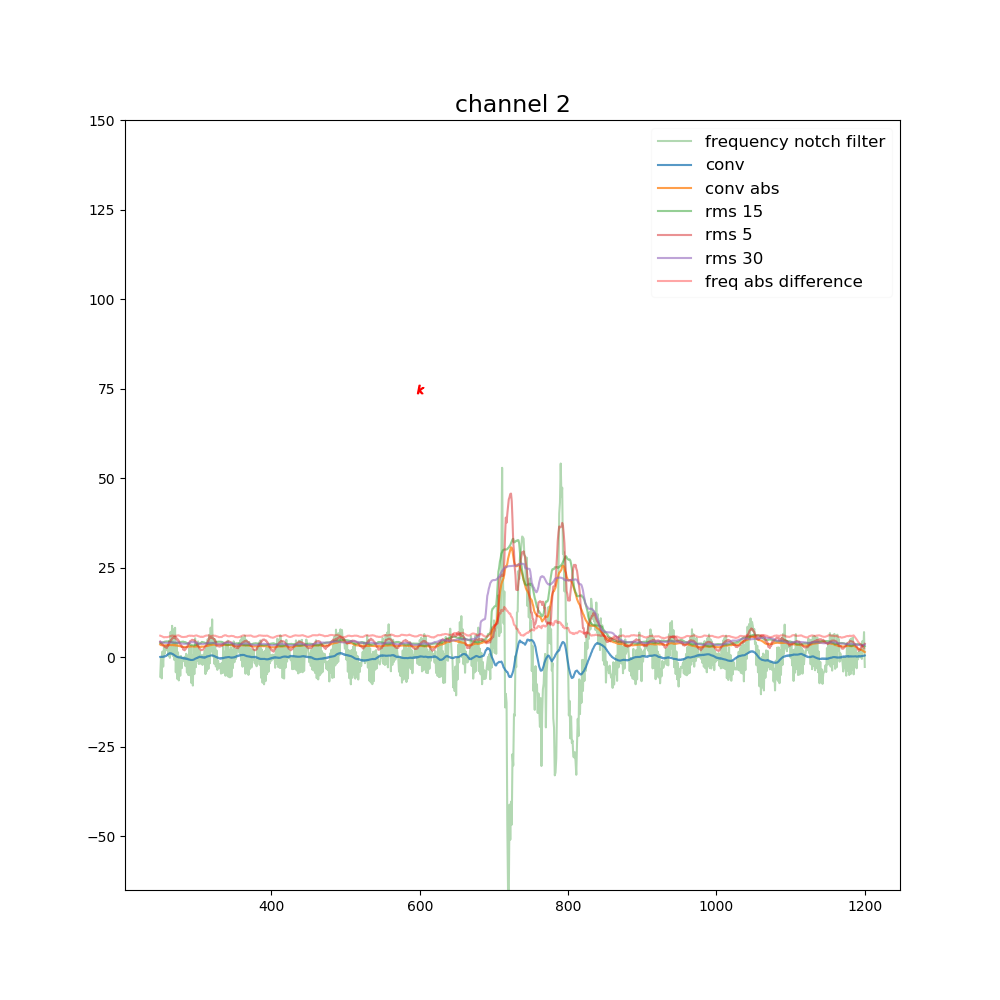 channel 2
150
125
100
75
50
25
0
−25
−50
frequency notch filter
conv
conv abs
rms 15
rms 5
rms 30
freq abs difference
k
400 600 800 1000 1200